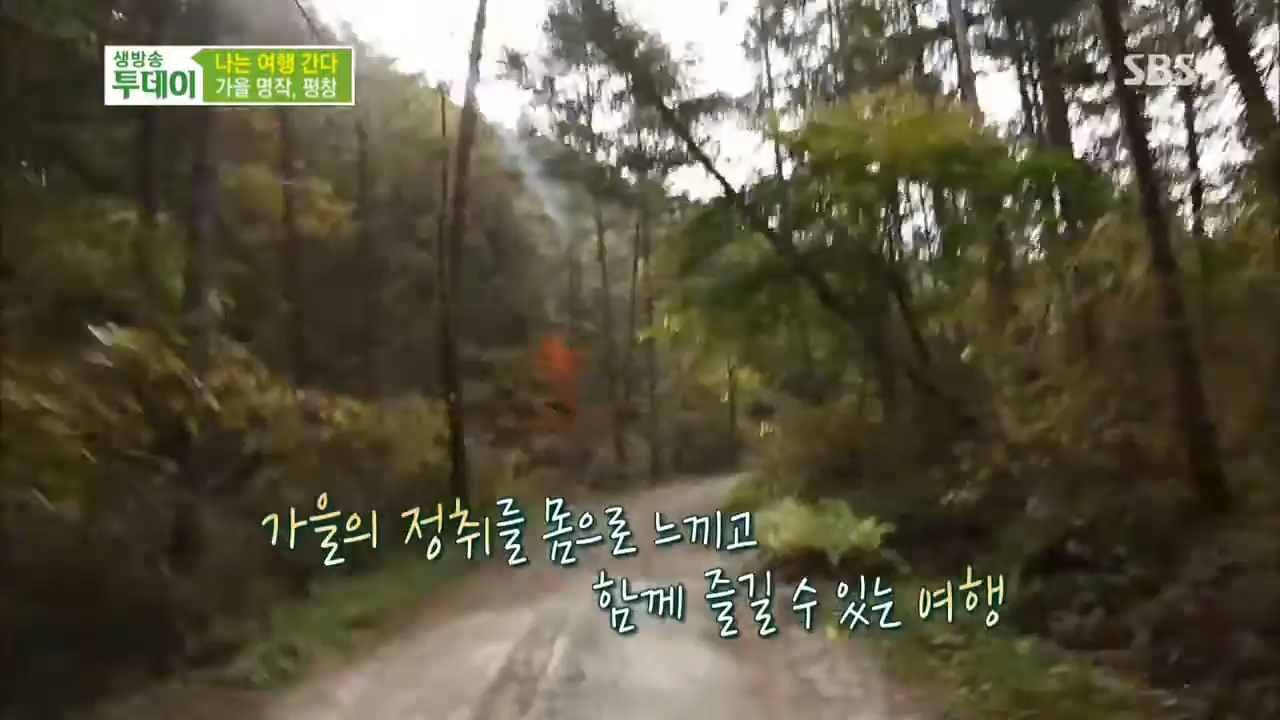 생방송
투데이
나는 여행 간다
가을 명작, 평창
SBS
가을의 정취를 몸으로 느끼고
함께 즐길 수 있는 여행